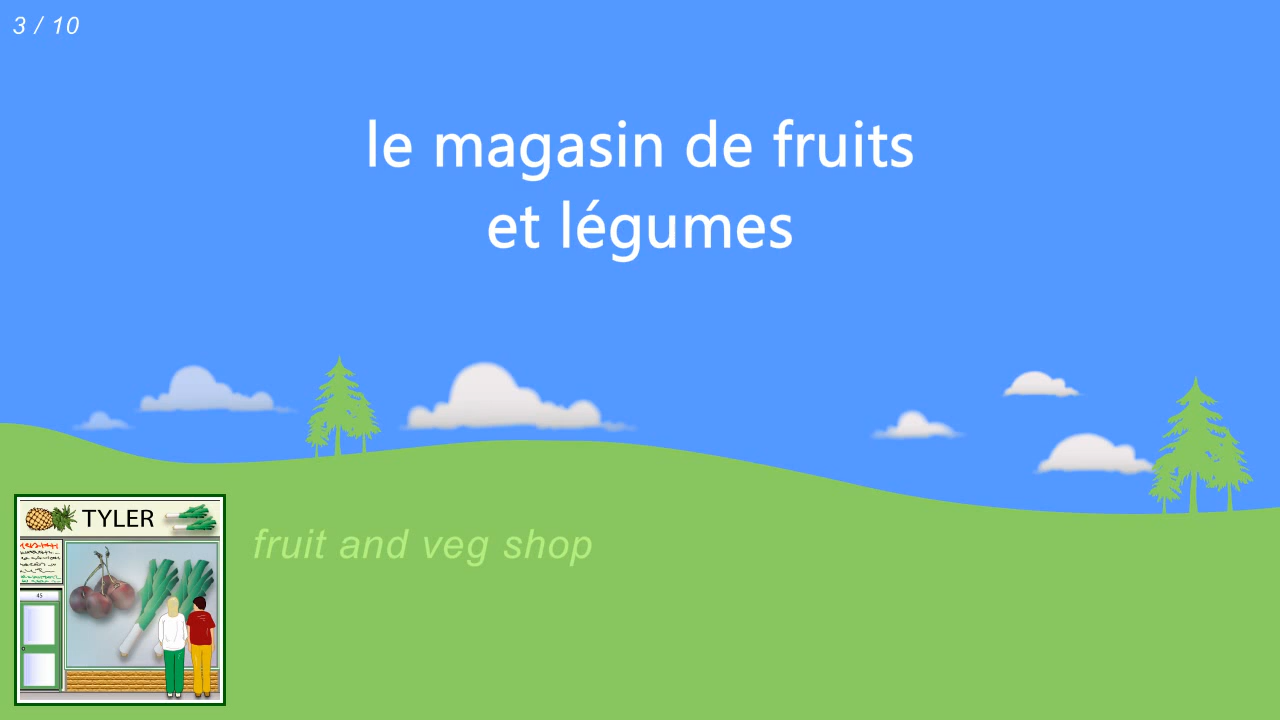 3 / 10
le magasin de fruits
et légumes
TYLER
fruit and veg shop
45